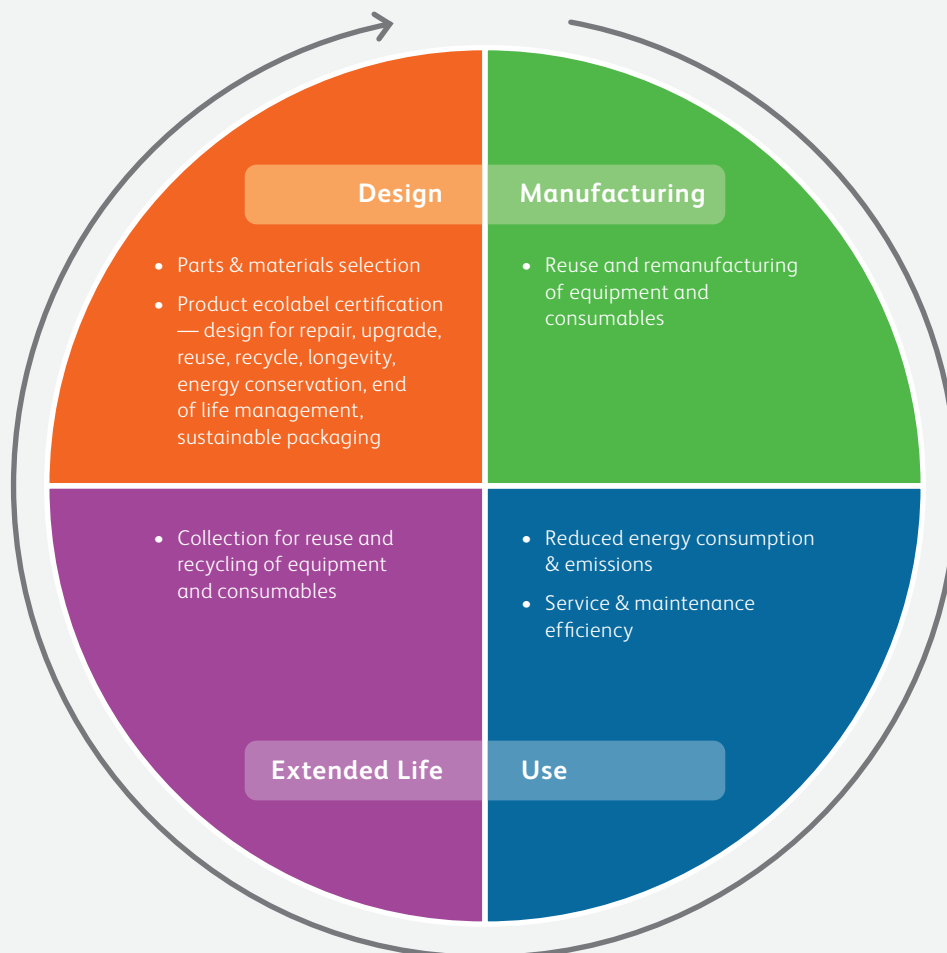 Design
• Parts & materials selection
• Product ecolabel certification
— design for repair, upgrade,
reuse, recycle, longevity,
energy conservation, end
of life management,
sustainable packaging
Manufacturing
• Reuse and remanufacturing
of equipment and
consumables
• Collection for reuse and
recycling of equipment
and consumables
Extended Life
• Reduced energy consumption
& emissions
• Service & maintenance
efficiency
Use